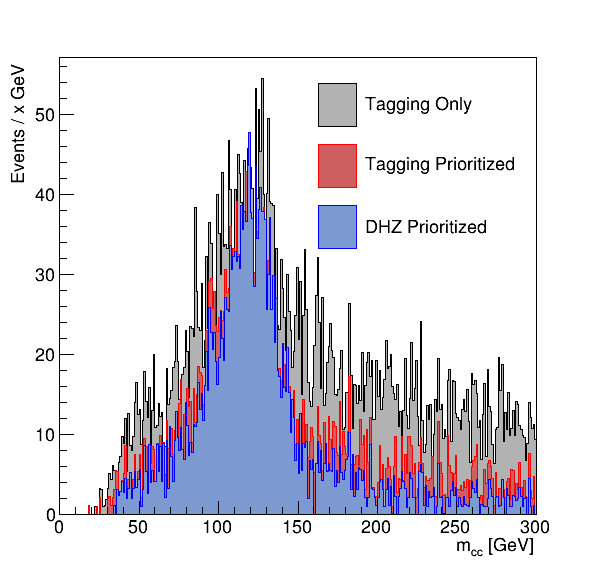 Events / x GeV
50
40
30
20
10
0
Tagging Only
Tagging Prioritized
DHZ Prioritized
0 50 100 150 200 250 300
m_cc [GeV]